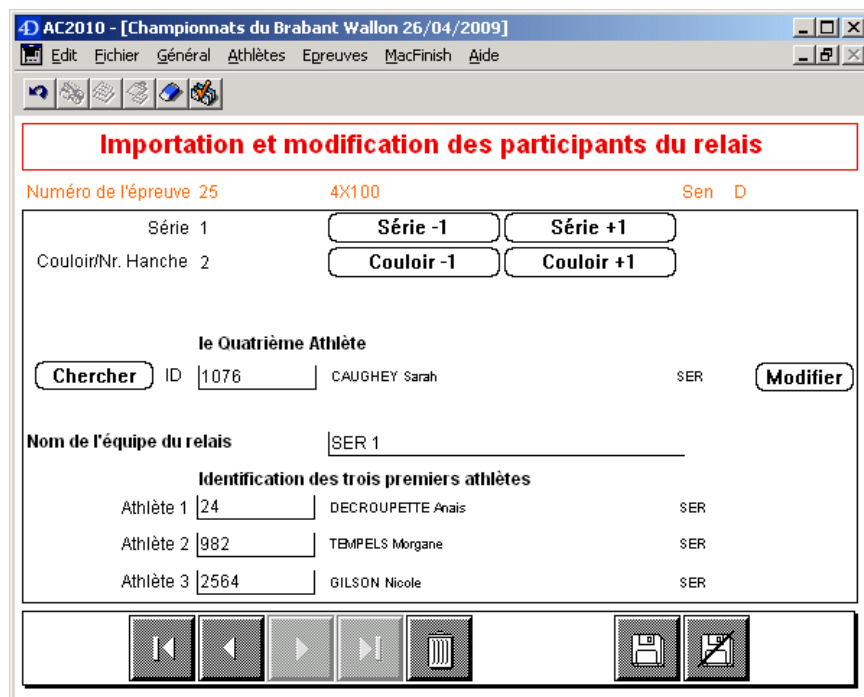 AC2010 - [Championnats du Brabant Wallon 26/04/2009]
Edit Fichier Général Athlètes Epreuves MacFinish Aide
Importation et modification des participants du relais
Numéro de l'épreuve 25 4X100 Sen D
Série 1 Série -1 Série +1
Couloir/Nr. Hanche 2 Couloir -1 Couloir +1
le Quatrième Athlète
Chercher ID 1076 CAUGHEY Sarah SER Modifier
Nom de l'équipe du relais SER 1
Identification des trois premiers athlètes
Athlète 1 24 DECROUPETTE Anais SER
Athlète 2 982 TEMPELS Morgane SER
Athlète 3 2564 GILSON Nicole SER